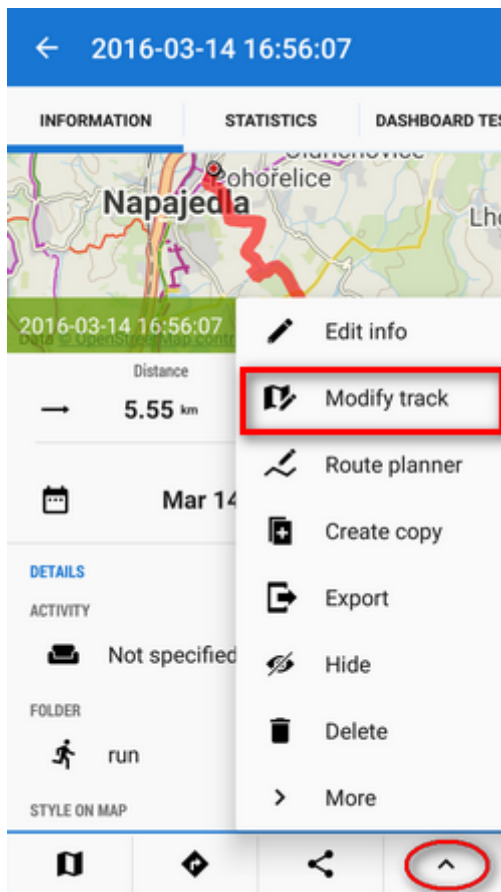 2016-03-14 16:56:07
INFORMATION
STATISTICS
DASHBOARD TES
Pohořelice
Napajedla
Lh
2016-03-14 16:56:07
Edit info
Distance
5.55 km
Modify track
Route planner
Mar 14
Create copy
DETAILS
ACTIVITY
Export
Not specified
Hide
FOLDER
run
Delete
STYLE ON MAP
More